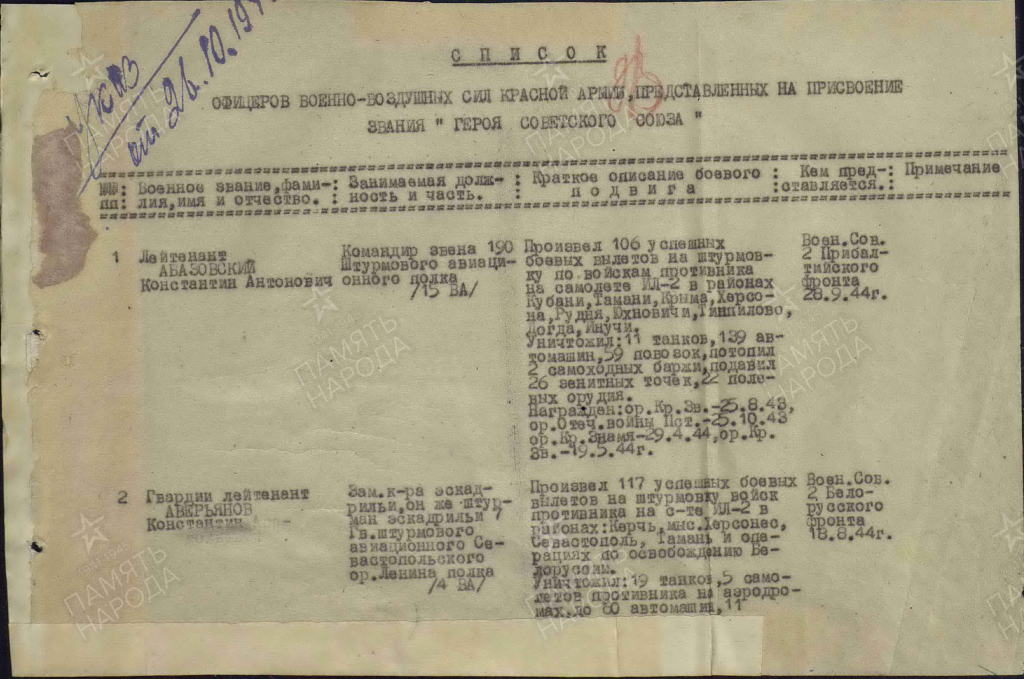 Указ
от 26.10.194
С П И С О К
ОФИЦЕРОВ ВОЕННО-ВОЗДУШНЫХ СИЛ КРАСНОЙ АРМИИ, ПРЕДСТАВЛЕННЫХ НА ПРИСВОЕНИЕ
ЗВАНИЯ " ГЕРОЯ СОВЕТСКОГО СОЮЗА "
№№: Военное звание,фами-: Занимаемая долж- : Краткое описание боевого : Кем пред-: Примечание
пп: лия,имя и отчество. : ность и часть. : подвига :ставляется.:
1
Лейтенант
АБАЗОВСКИЙ
Константин Антонович
Командир звена 190
Штурмового авиаци-
онного полка
/15 ВА/
Произвел 106 успешных
боевых вылетов на штурмов-
ку по войскам противника
на самолете ИЛ-2 в районах
Кубани,Тамани,Крыма,Херсо-
на,Рудня,Юхновичи,Гинпилово,
Догда,Инучи.
Уничтожил:11 танков,139 ав-
томашин,59 повозок,потопил
2 самоходных баржи,подавил
26 зенитных точек,22 поле-
вых орудия.
Награжден:ор.Кр.Зв.-25.8.43,
ор.Отеч.войны Пст.-25.10.43
ор.Кр.Знамя-29.4.44,ор.Кр.
Зв.-19.5.44г.
Воен.Сов.
2 Прибал-
тийского
фронта
28.9.44г.
2
Гвардии лейтенант
АВЕРЬЯНОВ
Константин
Зам.к-ра эскад-
рильи,он же штур-
ман эскадрильи 7
Гв.штурмового
авиационного Се-
вастопольского
ор.Ленина полка
/4 ВА/
Произвел 117 успешных боевых
вылетов на штурмовку войск
противника на с-те ИЛ-2 в
районах:Керчь,мыс.Херсонес,
Севастополь, Тамань и опе-
рациях по освобождению Бе-
лоруссии.
Уничтожил:19 танков,5 само-
летов противника на аэродро-
мах,до 80 автомашин,11
Воен.Сов.
2 Бело-
русского
фронта
18.8.44г.
ПАМЯТЬ
НАРОДА